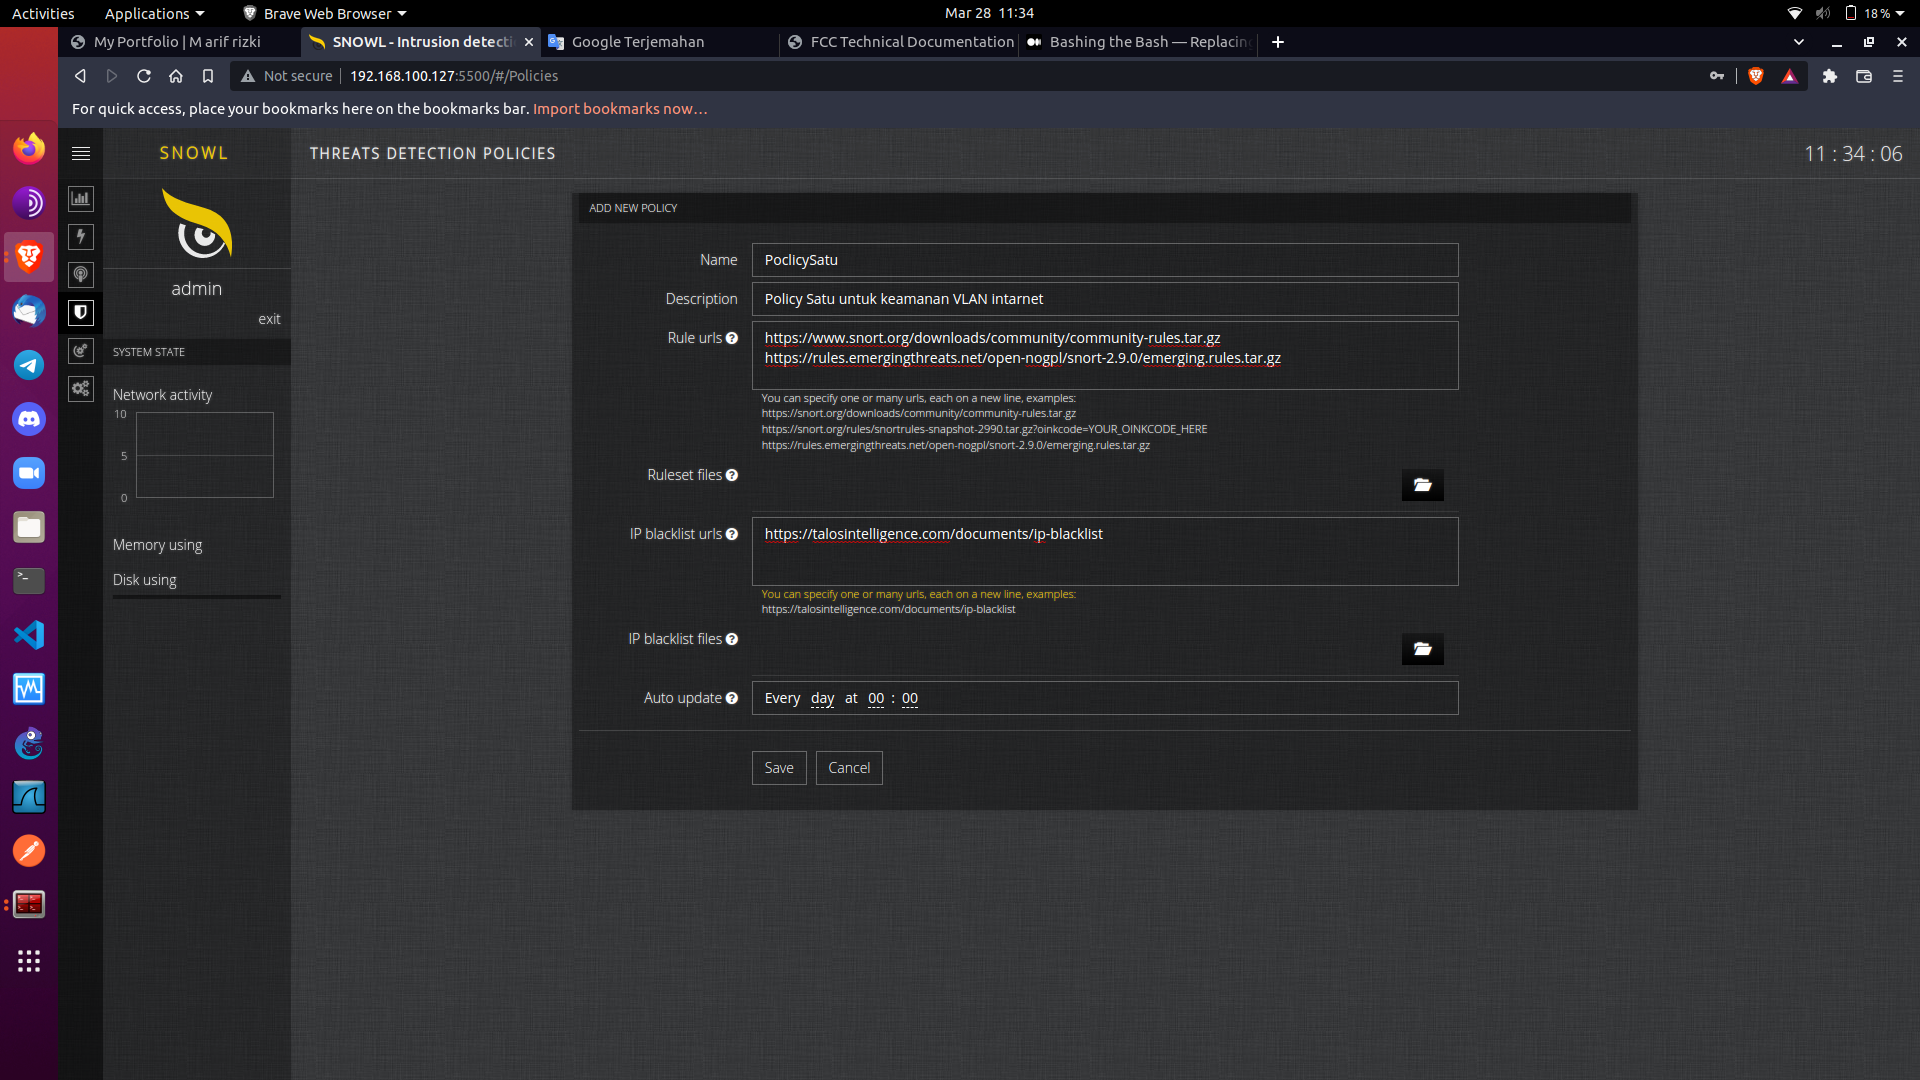 Activities
Applications
Brave Web Browser
Mar 28 11:34
18 %
My Portfolio | M arif rizki
SNOWL - Intrusion detecti
Google Terjemahan
FCC Technical Documentation
Bashing the Bash — Replacing
Not secure
192.168.100.127:5500/#/Policies
For quick access, place your bookmarks here on the bookmarks bar. Import bookmarks now...
SNOWL
THREATS DETECTION POLICIES
11 : 34 : 06
admin
exit
SYSTEM STATE
Network activity
10
5
0
Memory using
Disk using
ADD NEW POLICY
Name
PoclicySatu
Description
Policy Satu untuk keamanan VLAN intarnet
Rule urls
https://www.snort.org/downloads/community/community-rules.tar.gz
https://rules.emergingthreats.net/open-nogpl/snort-2.9.0/emerging.rules.tar.gz
You can specify one or many urls, each on a new line, examples:
https://snort.org/downloads/community/community-rules.tar.gz
https://snort.org/rules/snortrules-snapshot-2990.tar.gz?oinkcode=YOUR_OINKCODE_HERE
https://rules.emergingthreats.net/open-nogpl/snort-2.9.0/emerging.rules.tar.gz
Ruleset files
IP blacklist urls
https://talosintelligence.com/documents/ip-blacklist
You can specify one or many urls, each on a new line, examples:
https://talosintelligence.com/documents/ip-blacklist
IP blacklist files
Auto update
Every day at 00 : 00
Save
Cancel